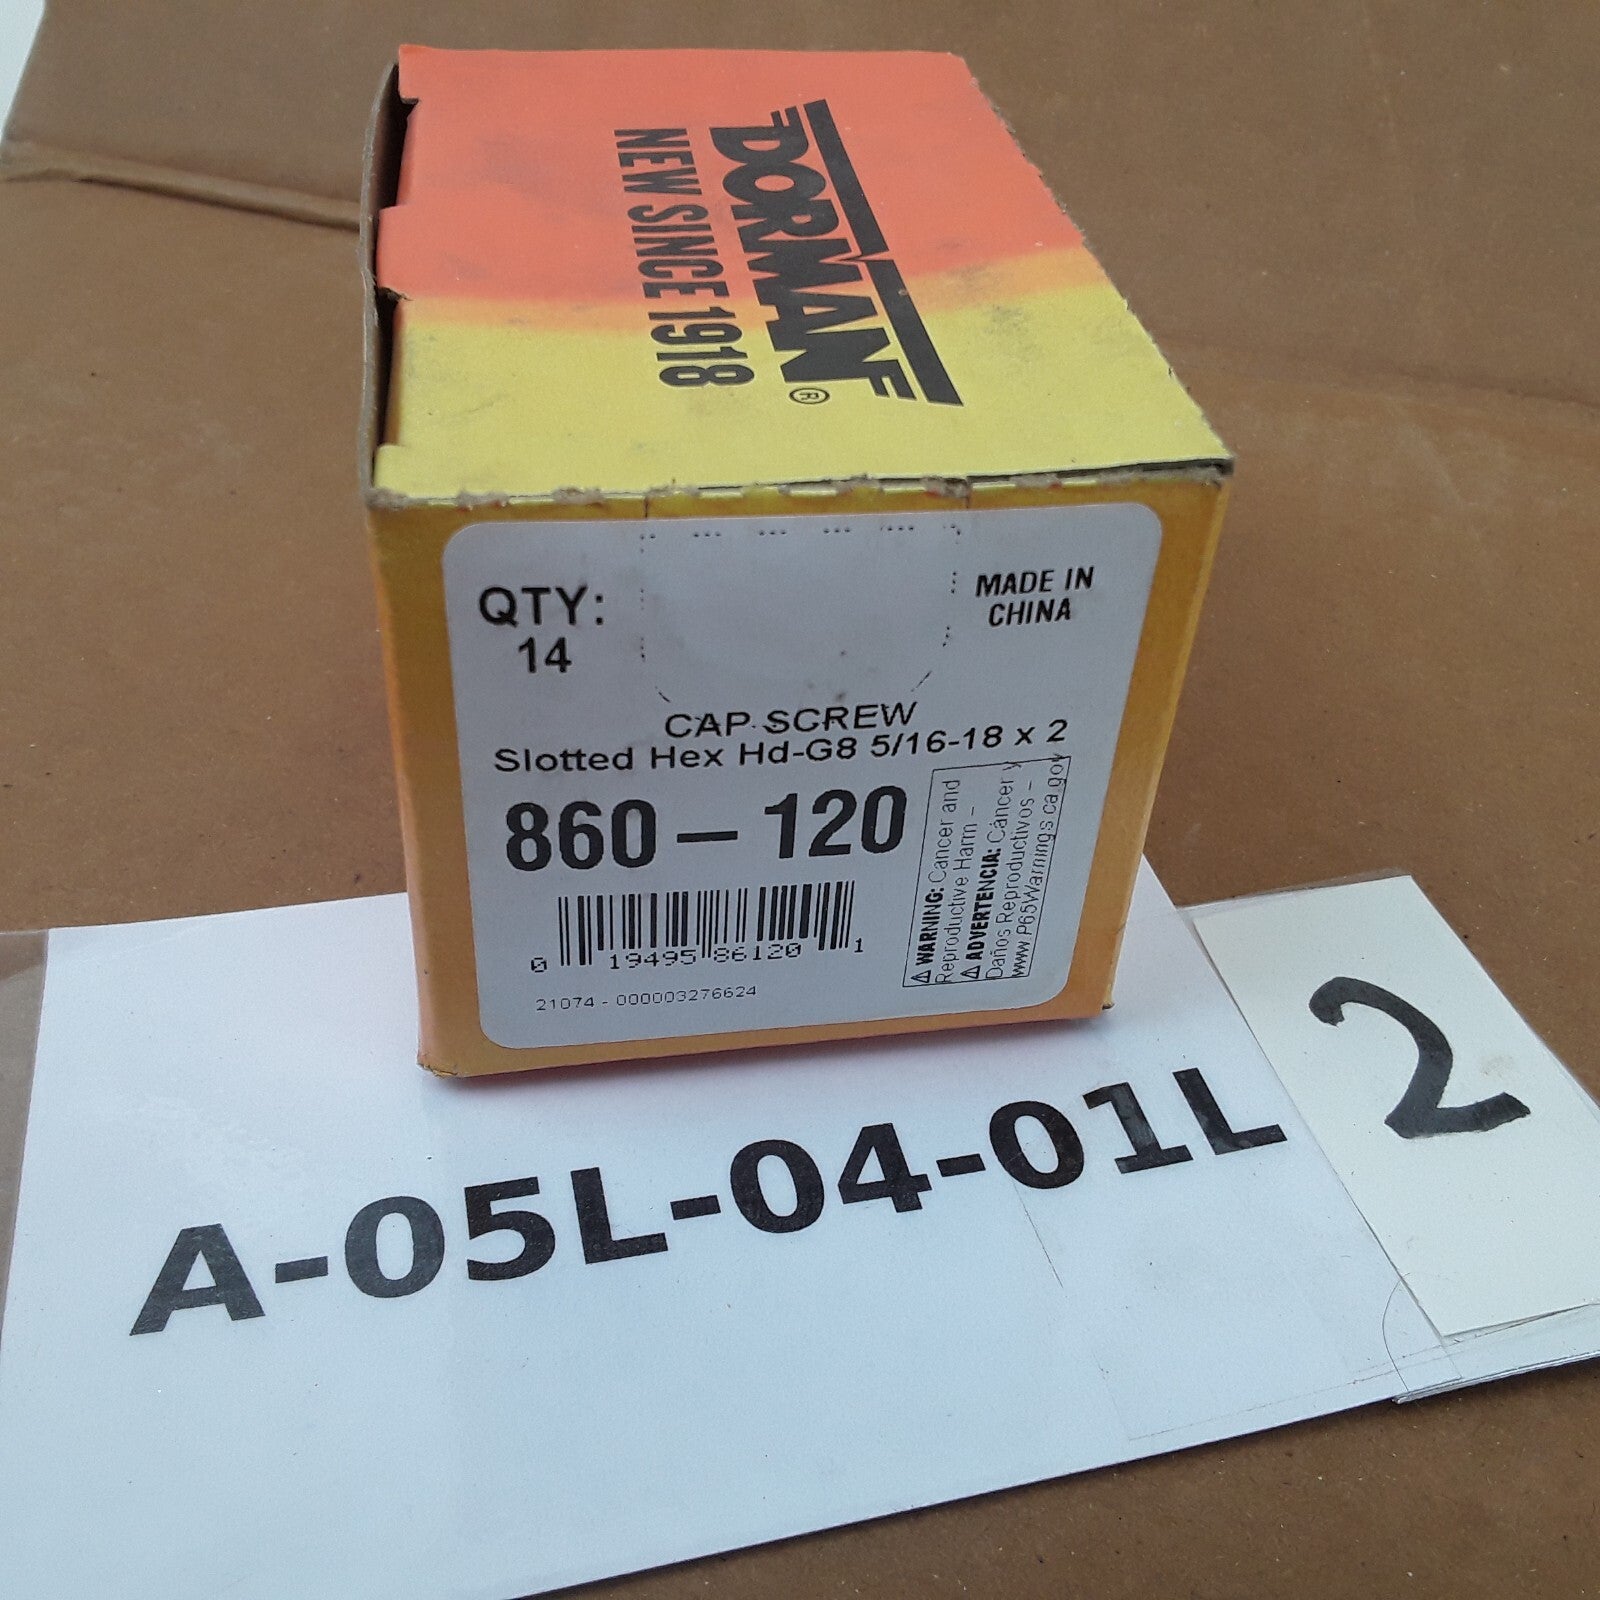 DORMAN®
NEW SINCE 1918
QTY:
14
MADE IN
CHINA
CAP SCREW
Slotted Hex Hd-G8 5/16-18 x 2
860-120
⚠ WARNING: Cancer and
Reproductive Harm -
⚠ ADVERTENCIA: Cáncer y
Daños Reproductivos -
www.P65Warnings.ca.gov
0 19495 86120 1
21074 - 000003276624
A-05L-04-01L
2